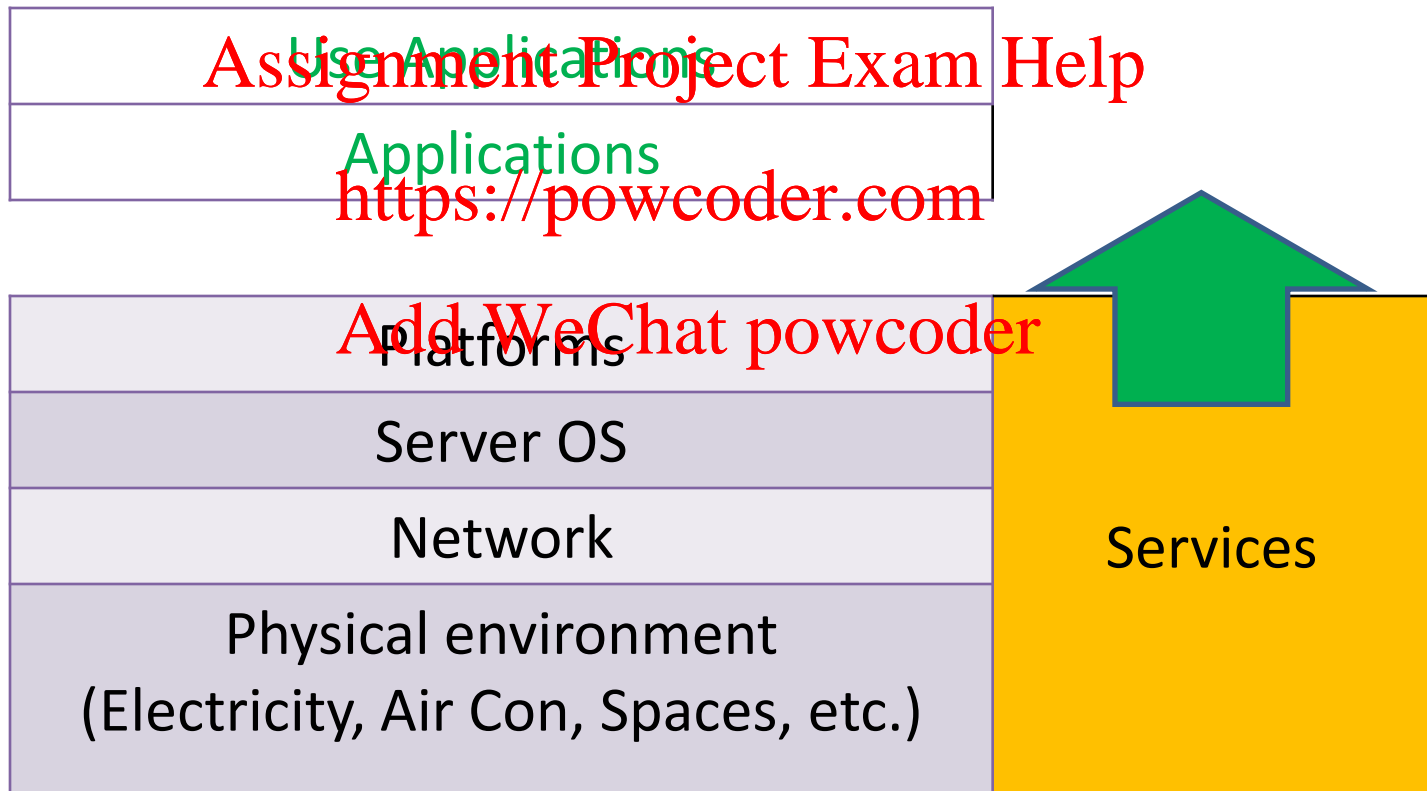 Use Applications
Assignment Project Exam Help
Applications
https://powcoder.com
Platforms
Add WeChat powcoder
Server OS
Network
Services
Physical environment
(Electricity, Air Con, Spaces, etc.)